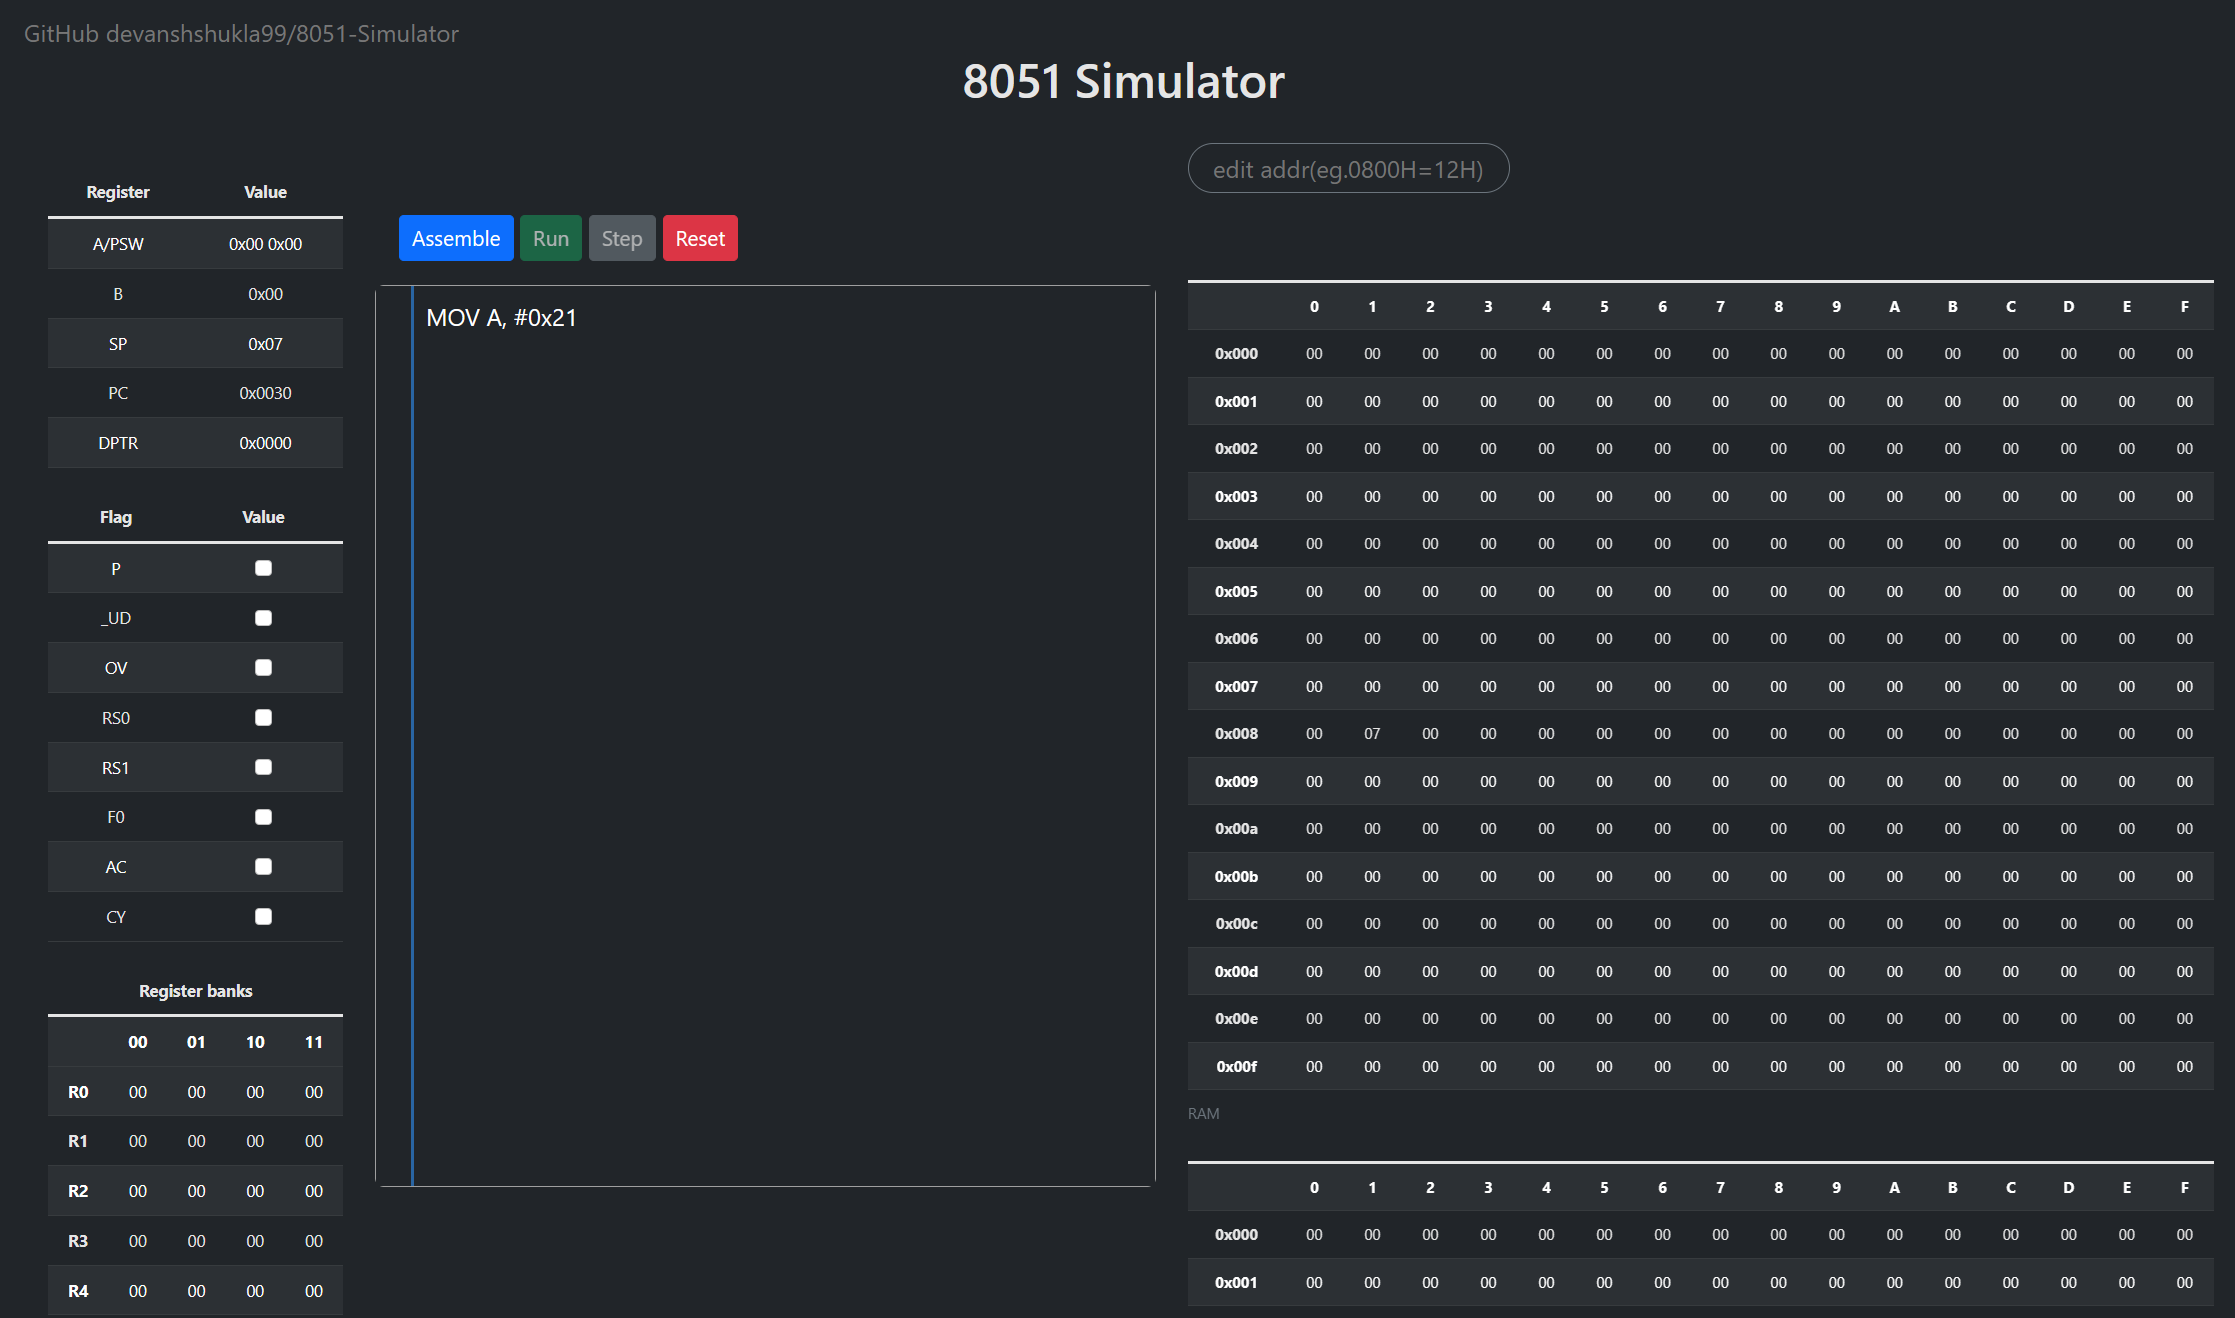 GitHub devanshshukla99/8051-Simulator
8051 Simulator
edit addr(eg.0800H=12H)
Register Value
A/PSW 0x00 0x00
B 0x00
SP 0x07
PC 0x0030
DPTR 0x0000
Flag Value
P
_UD
OV
RS0
RS1
F0
AC
CY
Register banks
00 01 10 11
R0 00 00 00 00
R1 00 00 00 00
R2 00 00 00 00
R3 00 00 00 00
R4 00 00 00 00
Assemble Run Step Reset
MOV A, #0x21
0 1 2 3 4 5 6 7 8 9 A B C D E F
0x000 00 00 00 00 00 00 00 00 00 00 00 00 00 00 00 00
0x001 00 00 00 00 00 00 00 00 00 00 00 00 00 00 00 00
0x002 00 00 00 00 00 00 00 00 00 00 00 00 00 00 00 00
0x003 00 00 00 00 00 00 00 00 00 00 00 00 00 00 00 00
0x004 00 00 00 00 00 00 00 00 00 00 00 00 00 00 00 00
0x005 00 00 00 00 00 00 00 00 00 00 00 00 00 00 00 00
0x006 00 00 00 00 00 00 00 00 00 00 00 00 00 00 00 00
0x007 00 00 00 00 00 00 00 00 00 00 00 00 00 00 00 00
0x008 00 07 00 00 00 00 00 00 00 00 00 00 00 00 00 00
0x009 00 00 00 00 00 00 00 00 00 00 00 00 00 00 00 00
0x00a 00 00 00 00 00 00 00 00 00 00 00 00 00 00 00 00
0x00b 00 00 00 00 00 00 00 00 00 00 00 00 00 00 00 00
0x00c 00 00 00 00 00 00 00 00 00 00 00 00 00 00 00 00
0x00d 00 00 00 00 00 00 00 00 00 00 00 00 00 00 00 00
0x00e 00 00 00 00 00 00 00 00 00 00 00 00 00 00 00 00
0x00f 00 00 00 00 00 00 00 00 00 00 00 00 00 00 00 00
RAM
0 1 2 3 4 5 6 7 8 9 A B C D E F
0x000 00 00 00 00 00 00 00 00 00 00 00 00 00 00 00 00
0x001 00 00 00 00 00 00 00 00 00 00 00 00 00 00 00 00